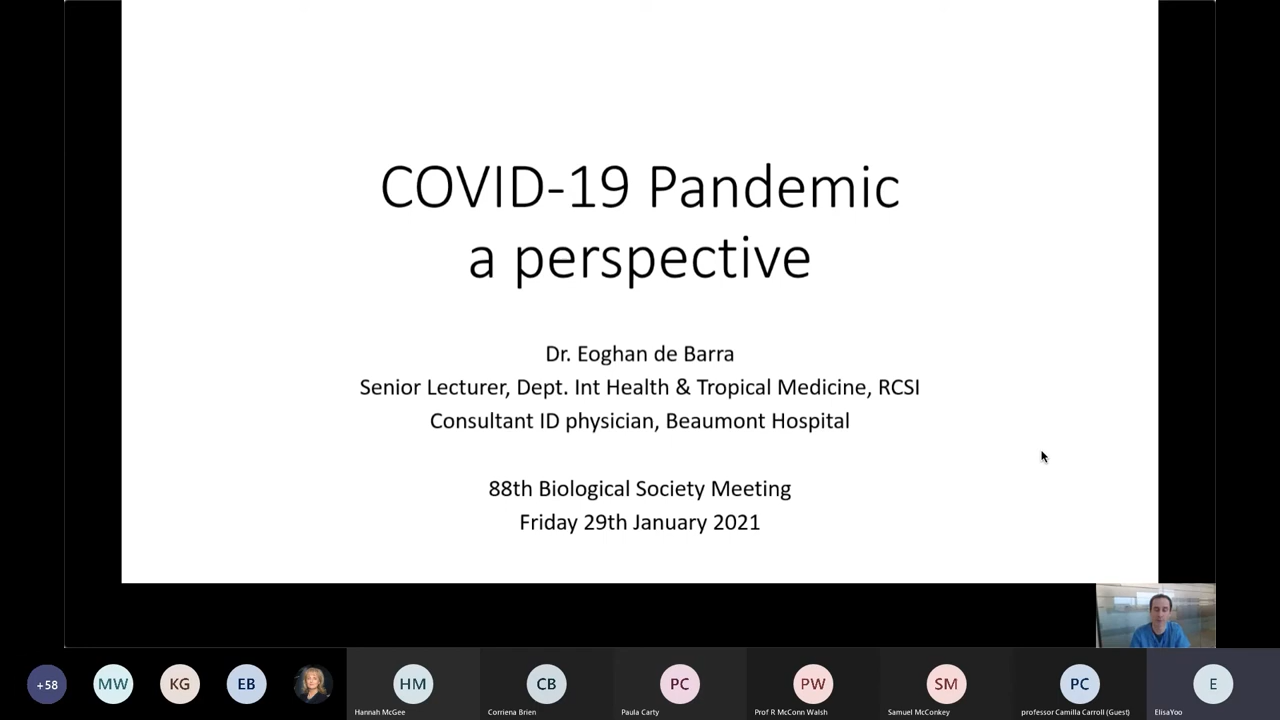 COVID-19 Pandemic
a perspective
Dr. Eoghan de Barra
Senior Lecturer, Dept. Int Health & Tropical Medicine, RCSI
Consultant ID physician, Beaumont Hospital
88th Biological Society Meeting
Friday 29th January 2021
+58
MW
KG
EB
HM
CB
PC
PW
SM
PC
E
Hannah McGee
Corriena Brien
Paula Carty
Prof R McConn Walsh
Samuel McConkey
professor Camilla Carroll (Guest)
ElisaYoo